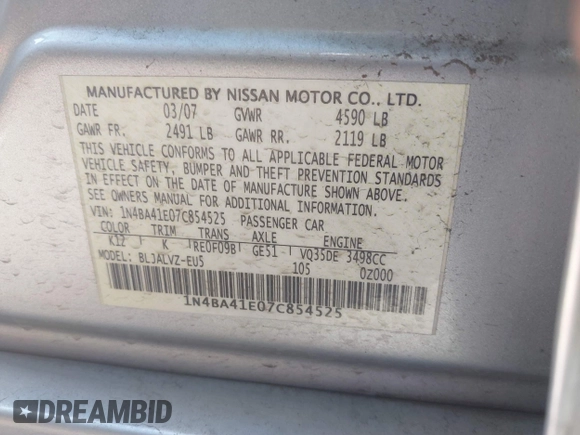 MANUFACTURED BY NISSAN MOTOR CO., LTD.
DATE 03/07 GVWR 4590 LB
GAWR FR. 2491 LB GAWR RR. 2119 LB
THIS VEHICLE CONFORMS TO ALL APPLICABLE FEDERAL MOTOR
VEHICLE SAFETY, BUMPER AND THEFT PREVENTION STANDARDS
IN EFFECT ON THE DATE OF MANUFACTURE SHOWN ABOVE.
SEE OWNERS MANUAL FOR ADDITIONAL INFORMATION.
VIN: 1N4BA41E07C854525 PASSENGER CAR
COLOR TRIM TRANS AXLE ENGINE
K12 K RE0F09B GE51 VQ35DE 3498CC
MODEL: BLJALVZ-EU5 105 0Z000
1N4BA41E07C854525
DREAMBID